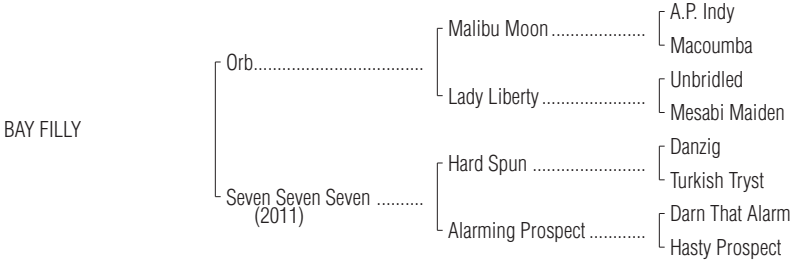 A.P. Indy
Malibu Moon ....................
Macoumba
Orb....................................
Unbridled
Lady Liberty ......................
Mesabi Maiden
BAY FILLY
Danzig
Hard Spun ........................
Turkish Tryst
Seven Seven Seven ..........
(2011)
Darn That Alarm
Alarming Prospect ............
Hasty Prospect